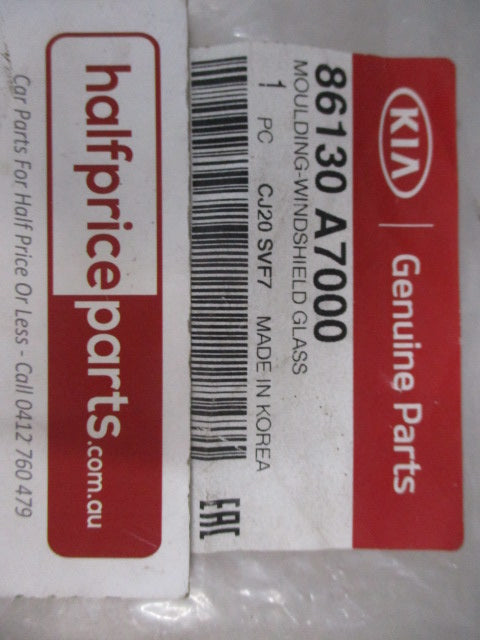 KIA Genuine Parts
86130 A7000
MOULDING-WINDSHIELD GLASS
1 PC CJ20 SVF7 MADE IN KOREA
EAC
halfpriceparts.com.au
Car Parts For Half Price Or Less - Call 0412 760 479